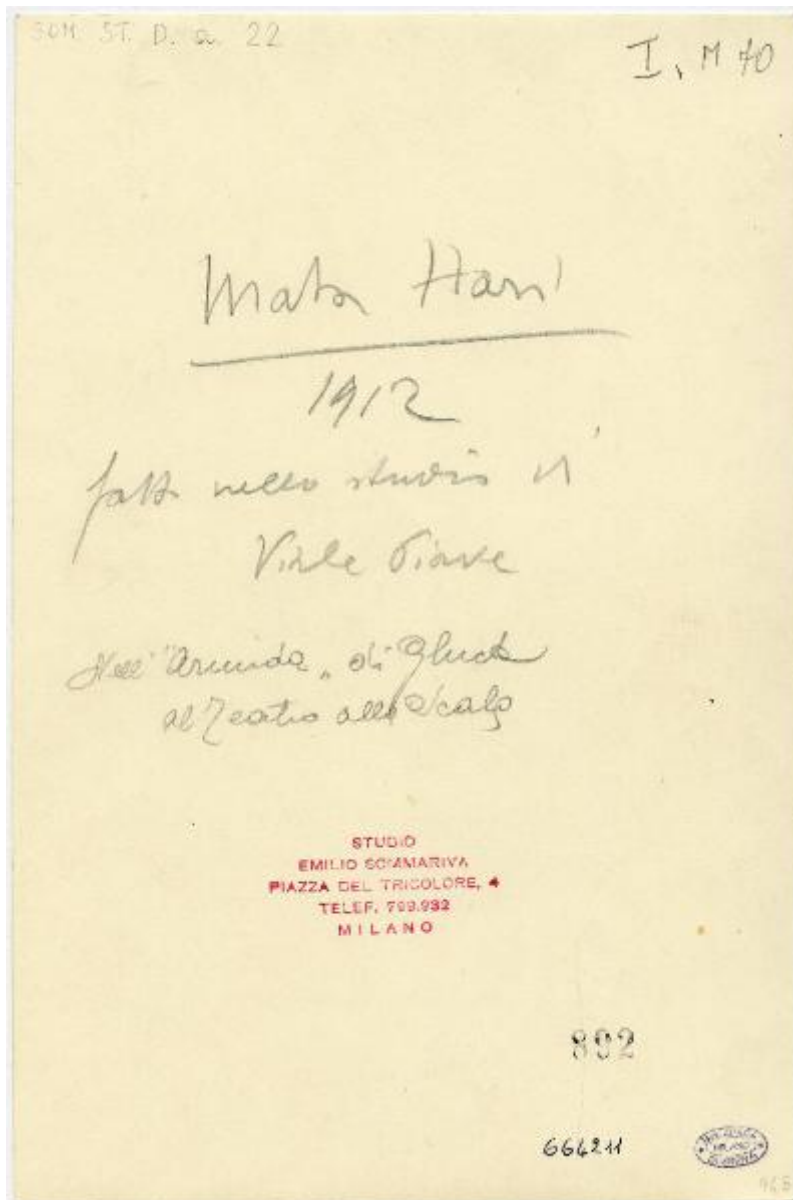 SOM. ST. D. a. 22
I, M 70
Mata Hari
1912
fatta nello studio di
Viale Piave
Nell' "Armida" di Gluck
al Teatro alla Scala
STUDIO
EMILIO SOMMARIVA
PIAZZA DEL TRICOLORE, 4
TELEF. 799.932
MILANO
892
664211